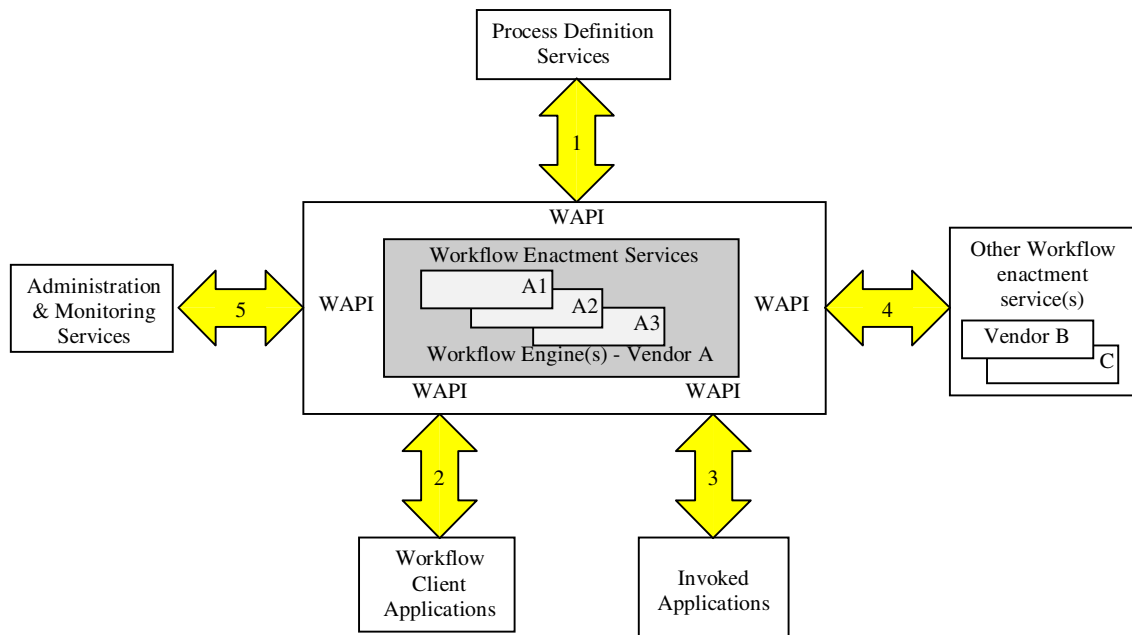 Process Definition
Services
1
WAPI
Workflow Enactment Services
A1
A2
A3
Workflow Engine(s) - Vendor A
WAPI
WAPI
WAPI
WAPI
Administration
& Monitoring
Services
5
4
Other Workflow
enactment
service(s)
Vendor B
C
2
3
Workflow
Client
Applications
Invoked
Applications